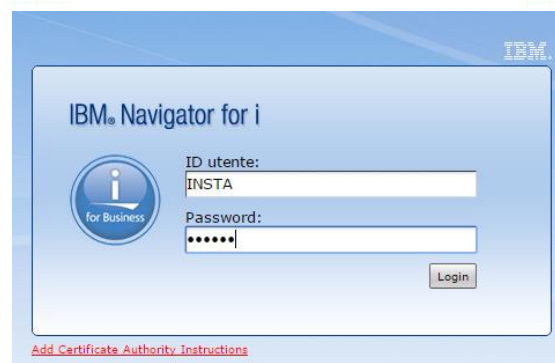 IBM.
IBM® Navigator for i
i
for Business
ID utente:
INSTA
Password:
••••••
Login
Add Certificate Authority Instructions